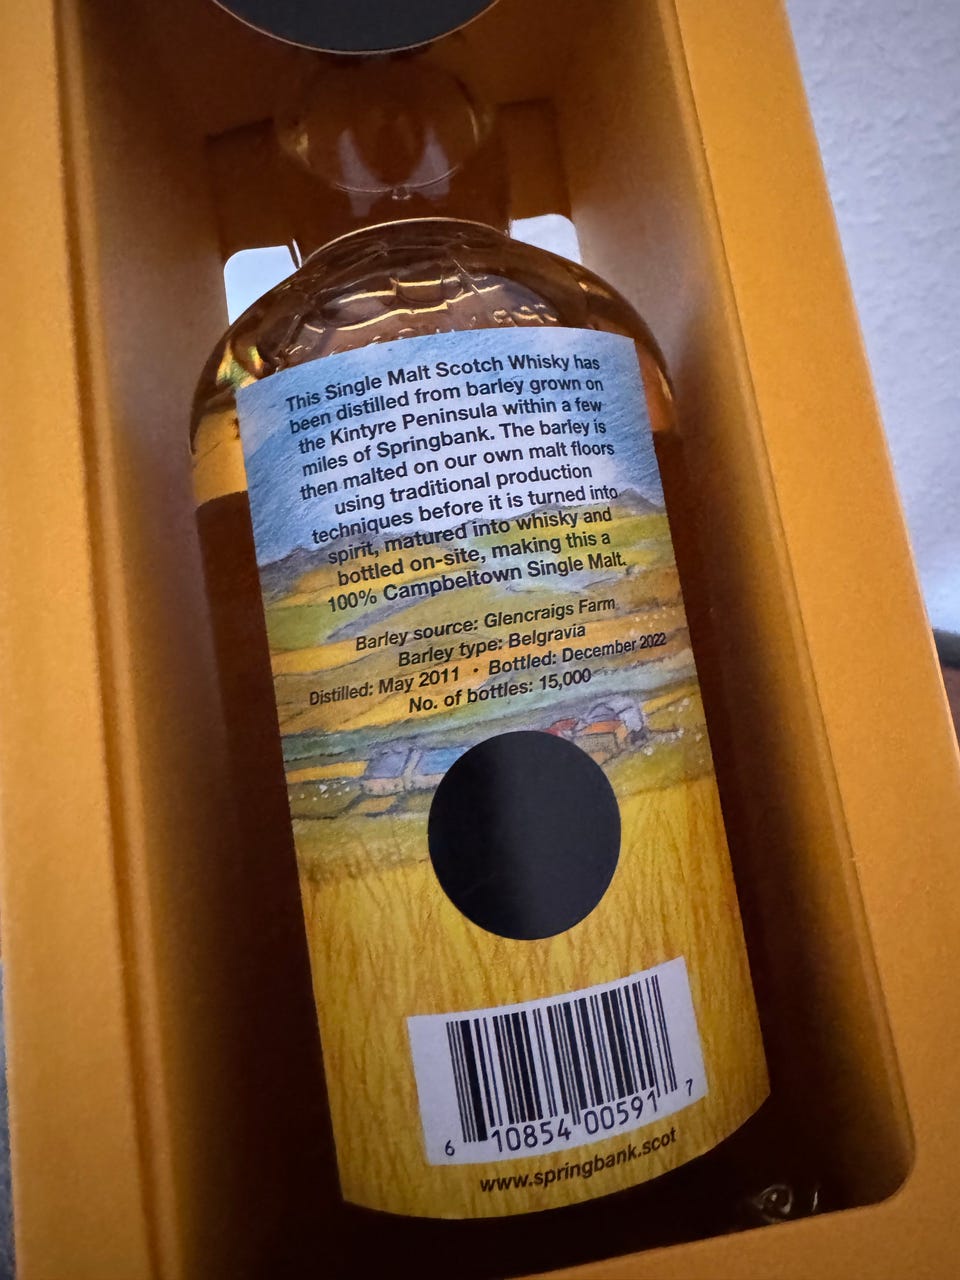 This Single Malt Scotch Whisky has
been distilled from barley grown on
the Kintyre Peninsula within a few
miles of Springbank. The barley is
then malted on our own malt floors
using traditional production
techniques before it is turned into
spirit, matured into whisky and
bottled on-site, making this a
100% Campbeltown Single Malt.
Barley source: Glencraigs Farm
Barley type: Belgravia
Distilled: May 2011 • Bottled: December 2022
No. of bottles: 15,000
6 10854 00591 7
www.springbank.scot